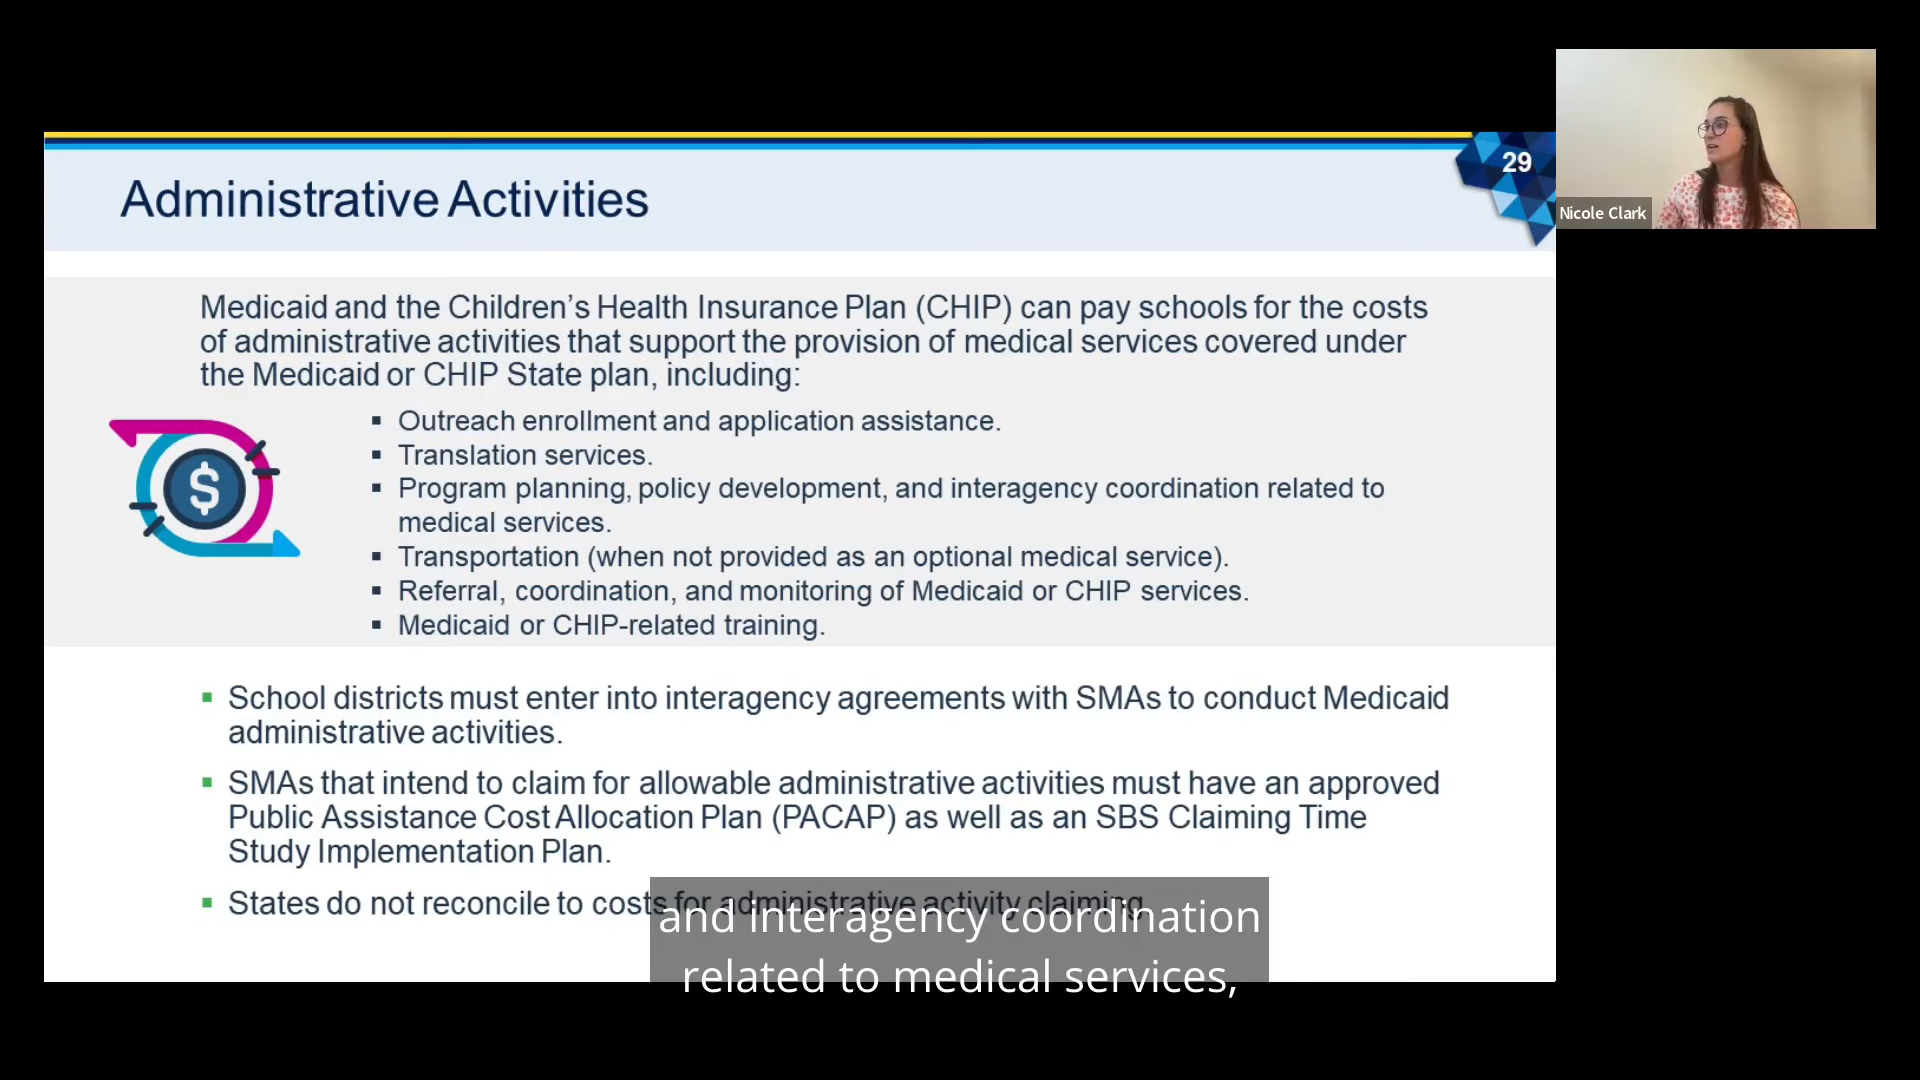 Administrative Activities
29
Nicole Clark
Medicaid and the Children’s Health Insurance Plan (CHIP) can pay schools for the costs
of administrative activities that support the provision of medical services covered under
the Medicaid or CHIP State plan, including:
$
▪ Outreach enrollment and application assistance.
▪ Translation services.
▪ Program planning, policy development, and interagency coordination related to
medical services.
▪ Transportation (when not provided as an optional medical service).
▪ Referral, coordination, and monitoring of Medicaid or CHIP services.
▪ Medicaid or CHIP-related training.
▪ School districts must enter into interagency agreements with SMAs to conduct Medicaid
administrative activities.
▪ SMAs that intend to claim for allowable administrative activities must have an approved
Public Assistance Cost Allocation Plan (PACAP) as well as an SBS Claiming Time
Study Implementation Plan.
▪ States do not reconcile to costs for administrative activity claiming.
and interagency coordination
related to medical services,